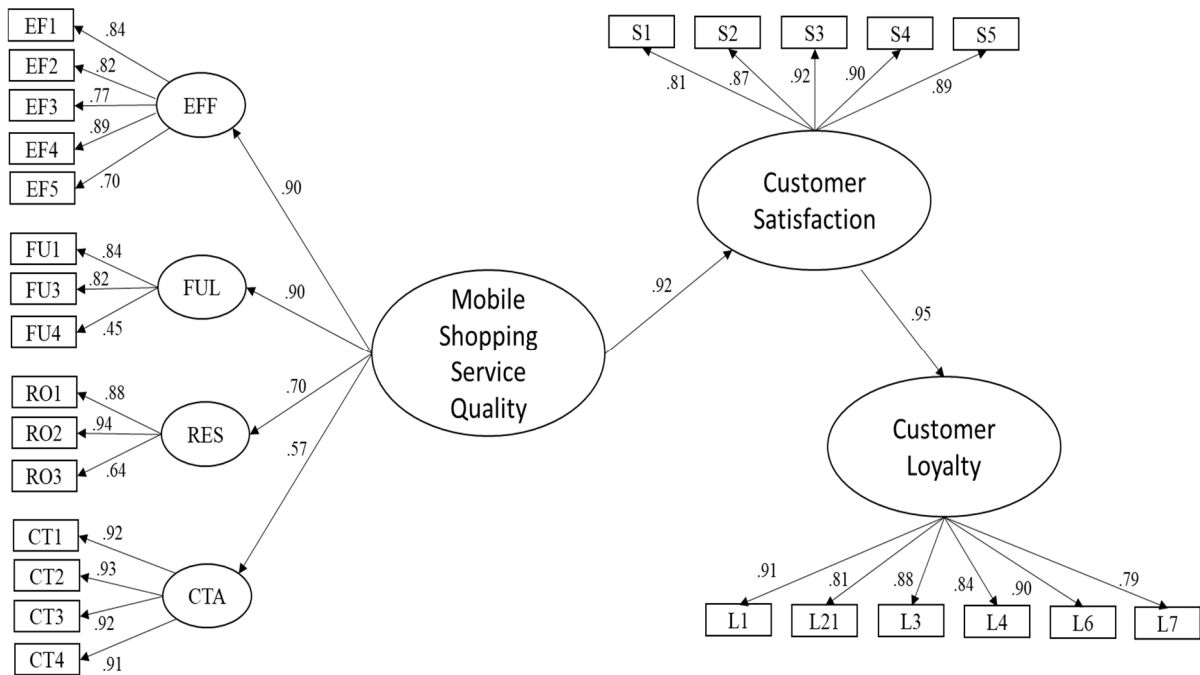 EF1
.84
EF2
.82
EF3
.77
EF4
.89
EF5
.70
EFF
.90
FU1
.84
FU3
.82
FU4
.45
FUL
.90
RO1
.88
RO2
.94
RO3
.64
RES
.70
CT1
.92
CT2
.93
CT3
.92
CT4
.91
CTA
.57
Mobile
Shopping
Service
Quality
.92
S1
S2
S3
S4
S5
.81
.87
.92
.90
.89
Customer
Satisfaction
.95
Customer
Loyalty
.91
.81
.88
.84
.90
.79
L1
L21
L3
L4
L6
L7